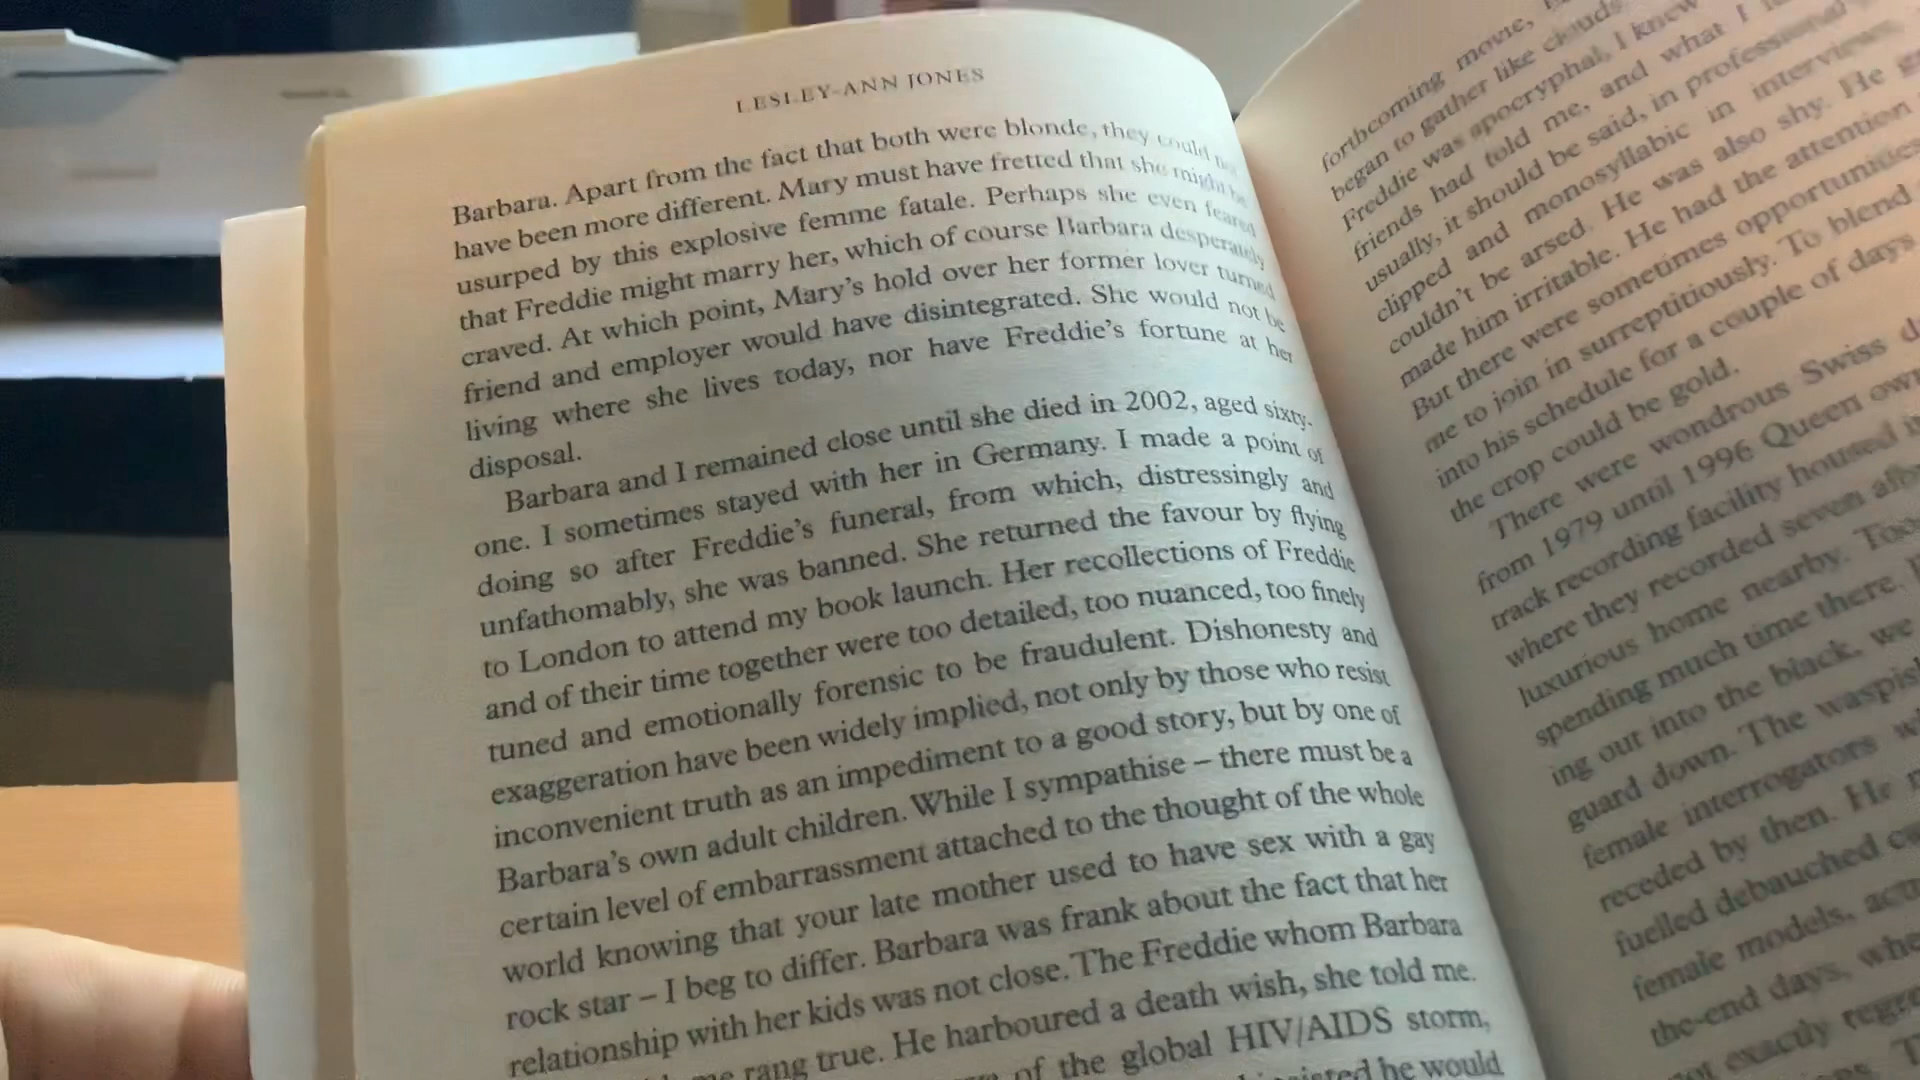 LESLEY-ANN JONES
Barbara. Apart from the fact that both were blonde, they could not
have been more different. Mary must have fretted that she might be
usurped by this explosive femme fatale. Perhaps she even feared
that Freddie might marry her, which of course Barbara desperately
craved. At which point, Mary's hold over her former lover turned
friend and employer would have disintegrated. She would not be
living where she lives today, nor have Freddie's fortune at her
disposal.
Barbara and I remained close until she died in 2002, aged sixty-
one. I sometimes stayed with her in Germany. I made a point of
doing so after Freddie's funeral, from which, distressingly and
unfathomably, she was banned. She returned the favour by flying
to London to attend my book launch. Her recollections of Freddie
and of their time together were too detailed, too nuanced, too finely
tuned and emotionally forensic to be fraudulent. Dishonesty and
exaggeration have been widely implied, not only by those who resist
inconvenient truth as an impediment to a good story, but by one of
Barbara's own adult children. While I sympathise – there must be a
certain level of embarrassment attached to the thought of the whole
world knowing that your late mother used to have sex with a gay
rock star – I beg to differ. Barbara was frank about the fact that her
relationship with her kids was not close. The Freddie whom Barbara
rang true. He harboured a death wish, she told me.
of the global HIV/AIDS storm,
he would
forthcoming movie,
began to gather like clouds
Freddie was apocryphal, I knew
friends had told me, and what I
usually, it should be said, in professional
clipped and monosyllabic in interviews,
couldn't be arsed. He was also shy. He
made him irritable. He had the attention
But there were sometimes opportunities
me to join in surreptitiously. To blend
into his schedule for a couple of days
the crop could be gold.
There were wondrous Swiss
from 1979 until 1996 Queen
track recording facility housed
where they recorded seven
luxurious home nearby.
spending much time there.
ing out into the black, we
guard down. The
female interrogators
receded by then. He
fuelled debauched
female models,
the-end days,
exactly